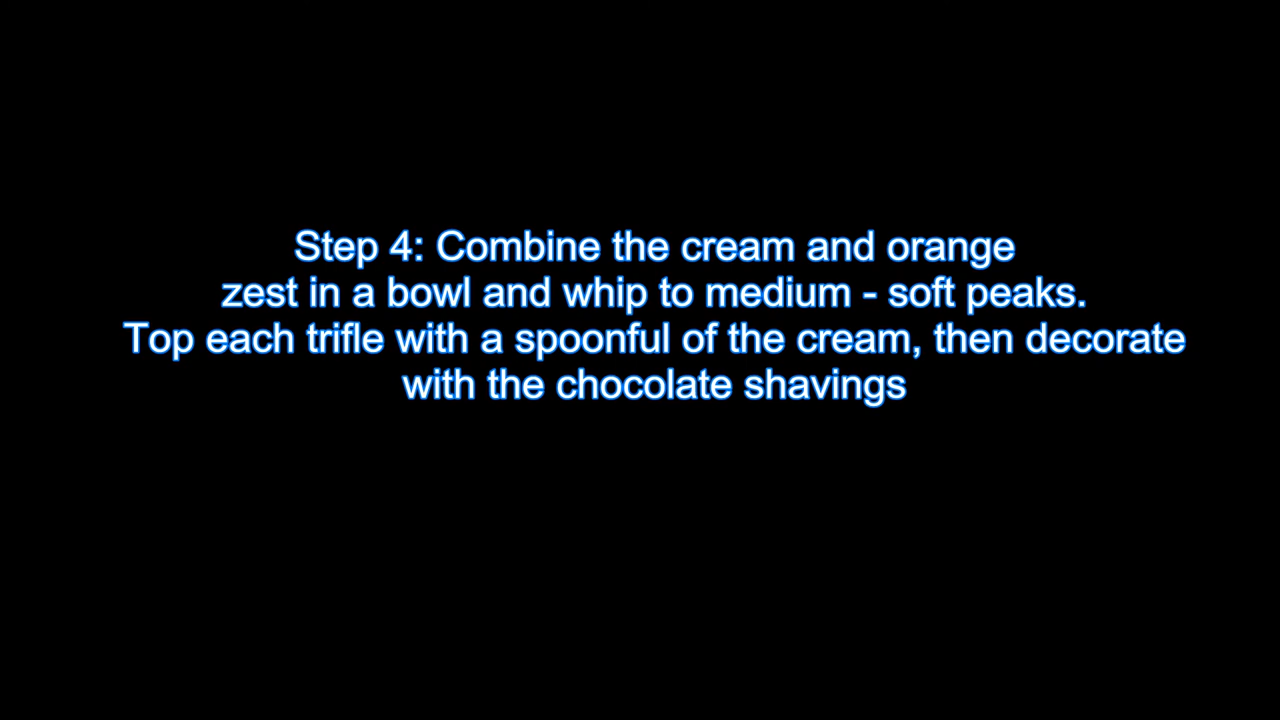 Step 4: Combine the cream and orange
zest in a bowl and whip to medium - soft peaks.
Top each trifle with a spoonful of the cream, then decorate
with the chocolate shavings